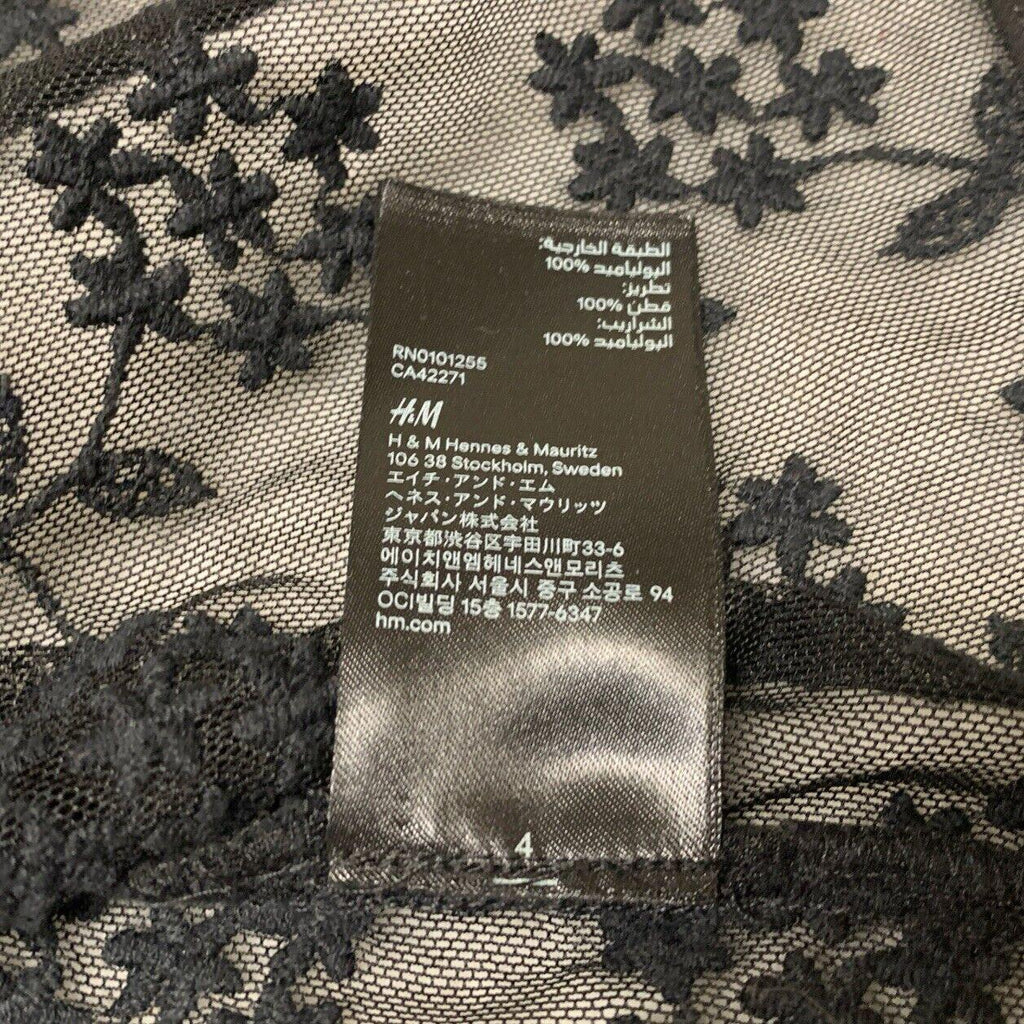 الطبقة الخارجية:
البولياميد %100
تطريز:
قطن %100
الشراريب:
البولياميد %100
RN0101255
CA42271
H&M
H & M Hennes & Mauritz
106 38 Stockholm, Sweden
エイチ・アンド・エム
ヘネス・アンド・マウリッツ
ジャパン株式会社
東京都渋谷区宇田川町33-6
에이치앤엠헤네스앤모리츠
주식회사 서울시 중구 소공로 94
OCI빌딩 15층 1577-6347
hm.com
4